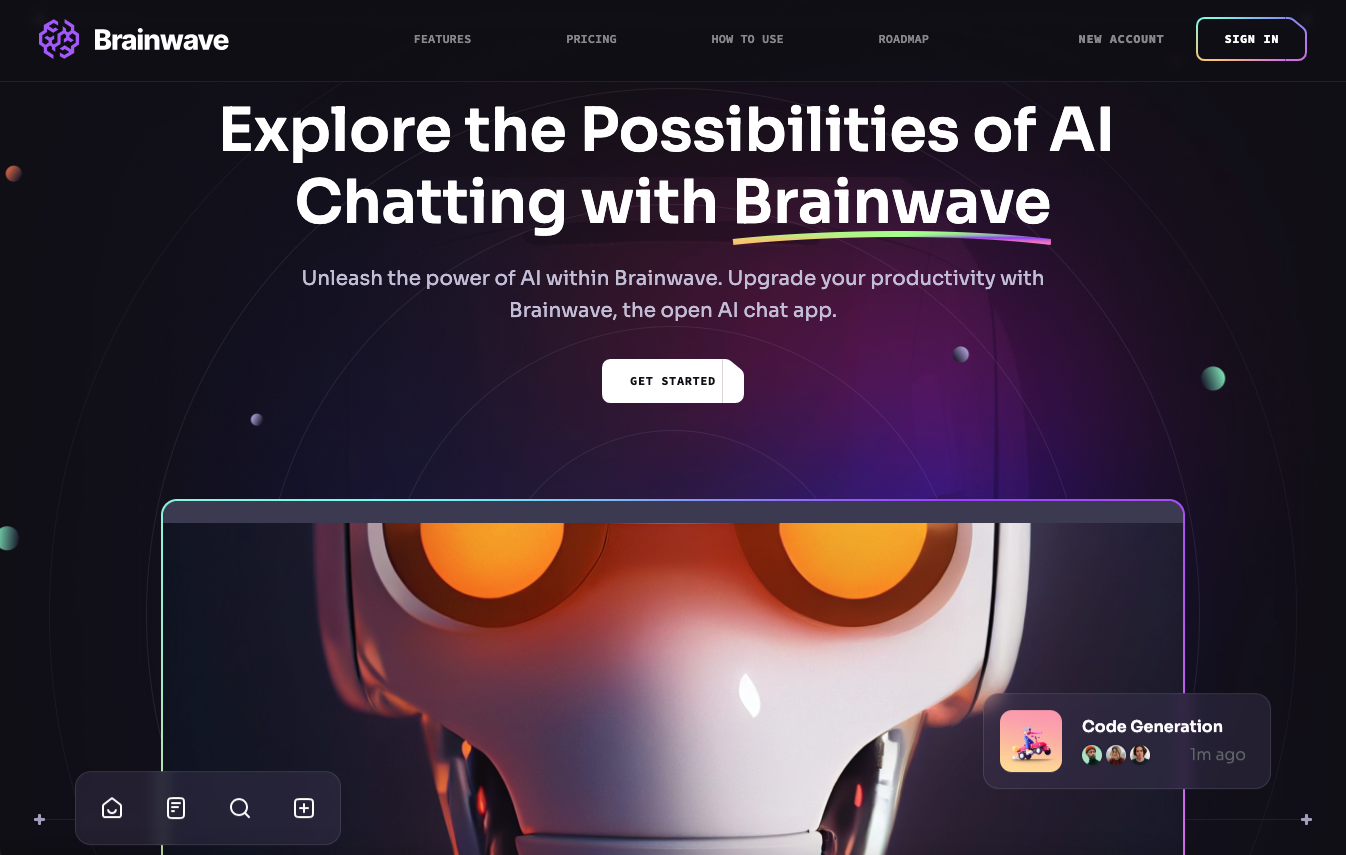 Brainwave
FEATURES
PRICING
HOW TO USE
ROADMAP
NEW ACCOUNT
SIGN IN
Explore the Possibilities of AI
Chatting with Brainwave
Unleash the power of AI within Brainwave. Upgrade your productivity with
Brainwave, the open AI chat app.
GET STARTED
Code Generation
1m ago